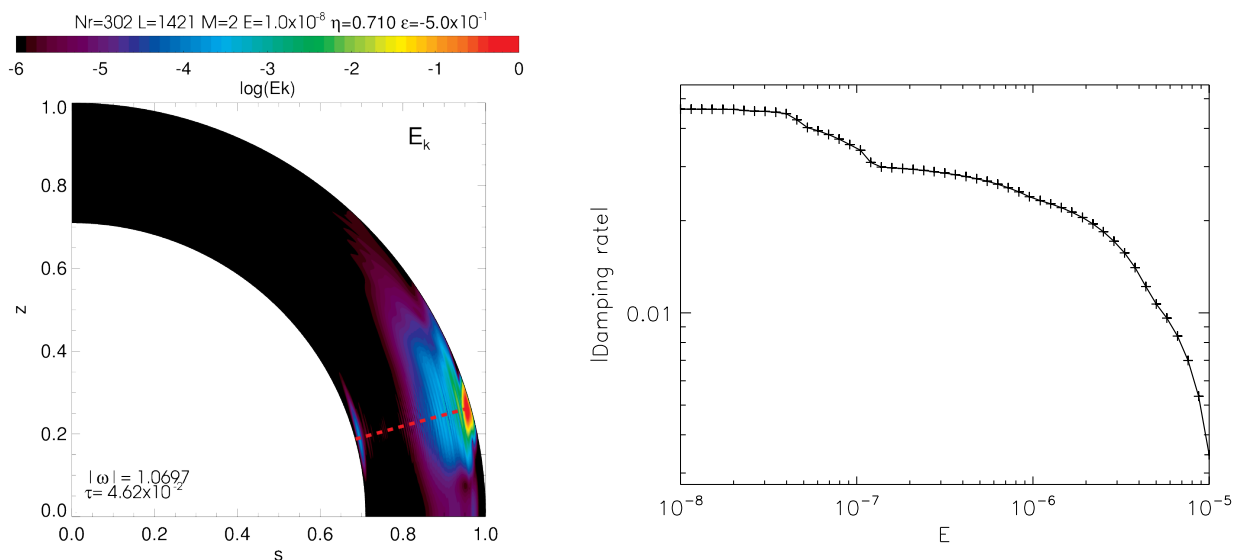 Nr=302 L=1421 M=2 E=1.0x10⁻⁸ η=0.710 ε=-5.0x10⁻¹
-6 -5 -4 -3 -2 -1 0
log(Ek)
1.0
0.8
0.6
0.4
0.2
0.0
z
E_k
|ω| = 1.0697
τ= 4.62x10⁻²
0.0 0.2 0.4 0.6 0.8 1.0
s
|Damping rate|
0.01
10⁻⁸ 10⁻⁷ 10⁻⁶ 10⁻⁵
E